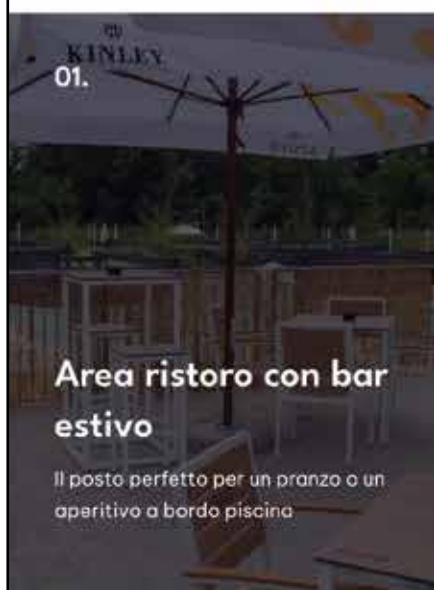 KINLEY
01.
Area ristoro con bar
estivo
Il posto perfetto per un pranzo o un
aperitivo a bordo piscina